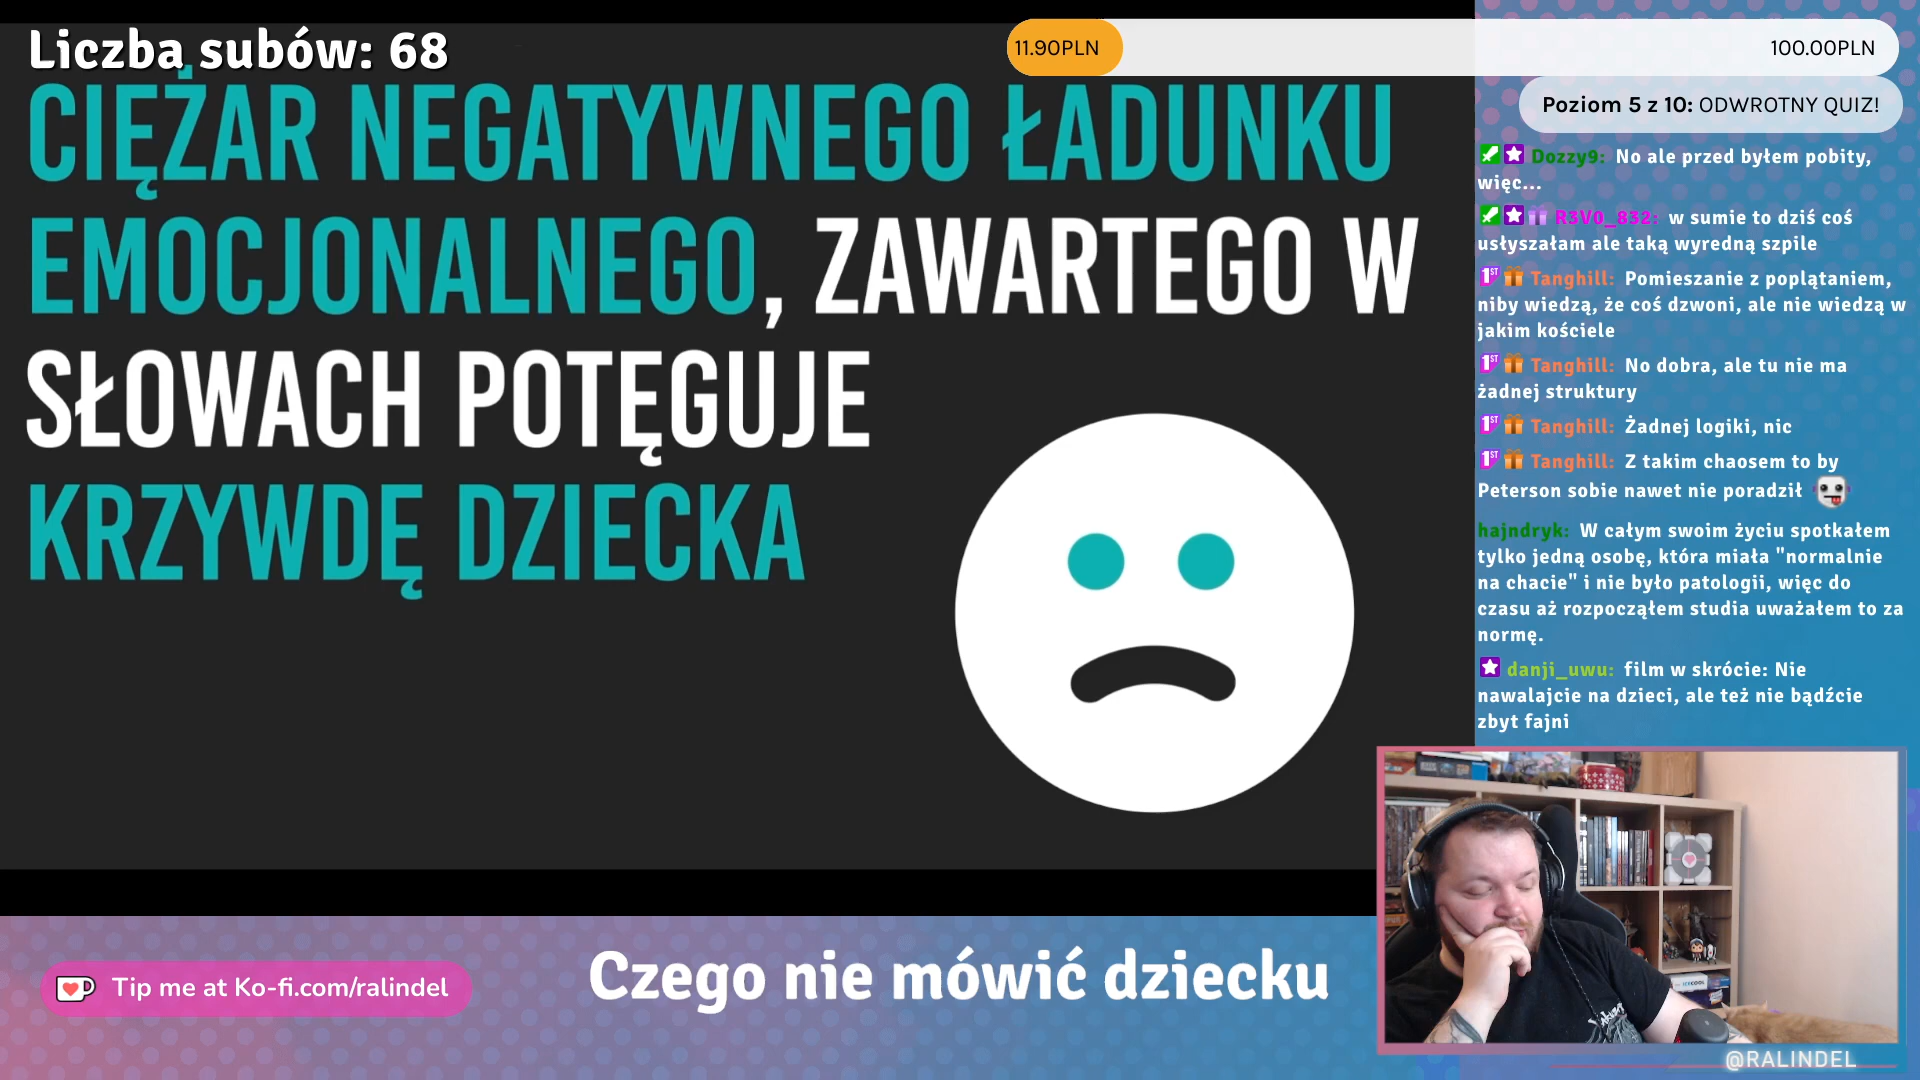 Liczba subów: 68
11.90PLN 100.00PLN
Poziom 5 z 10: ODWROTNY QUIZ!
CIĘŻAR NEGATYWNEGO ŁADUNKU
EMOCJONALNEGO, ZAWARTEGO W
SŁOWACH POTĘGUJE
KRZYWDĘ DZIECKA
Dozzy9: No ale przed byłem pobity,
więc...
R3V0_832: w sumie to dziś coś
usłyszałam ale taką wyredną szpile
1ST Tanghill: Pomieszanie z poplątaniem,
niby wiedzą, że coś dzwoni, ale nie wiedzą w
jakim kościele
1ST Tanghill: No dobra, ale tu nie ma
żadnej struktury
1ST Tanghill: Żadnej logiki, nic
1ST Tanghill: Z takim chaosem to by
Peterson sobie nawet nie poradził
hajndryk: W całym swoim życiu spotkałem
tylko jedną osobę, która miała "normalnie
na chacie" i nie było patologii, więc do
czasu aż rozpocząłem studia uważałem to za
normę.
danji_uwu: film w skrócie: Nie
nawalajcie na dzieci, ale też nie bądźcie
zbyt fajni
Tip me at Ko-fi.com/ralindel
Czego nie mówić dziecku
@RALINDEL